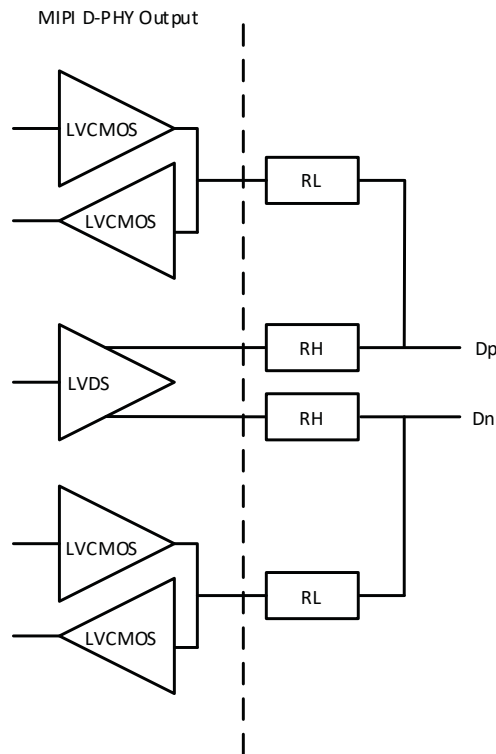 MIPI D-PHY Output
LVCMOS
RL
LVCMOS
RH
Dp
LVDS
RH
Dn
LVCMOS
RL
LVCMOS